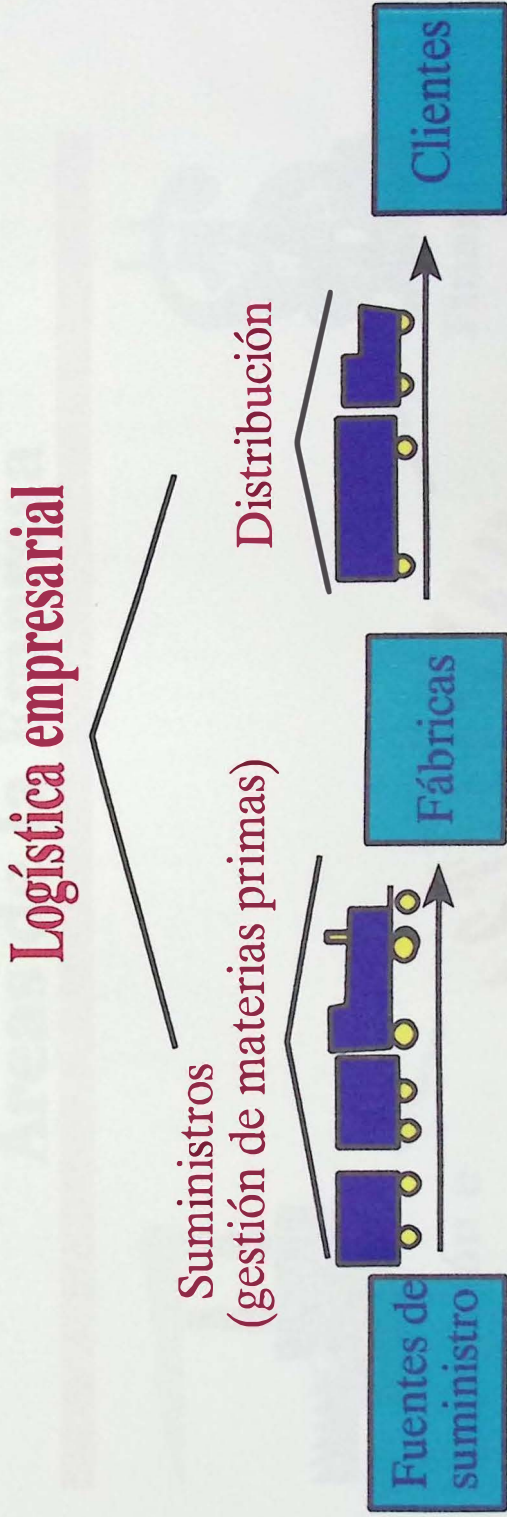 Logística empresarial
Suministros
(gestión de materias primas)
Distribución
Fuentes de
suministro
Fábricas
Clientes